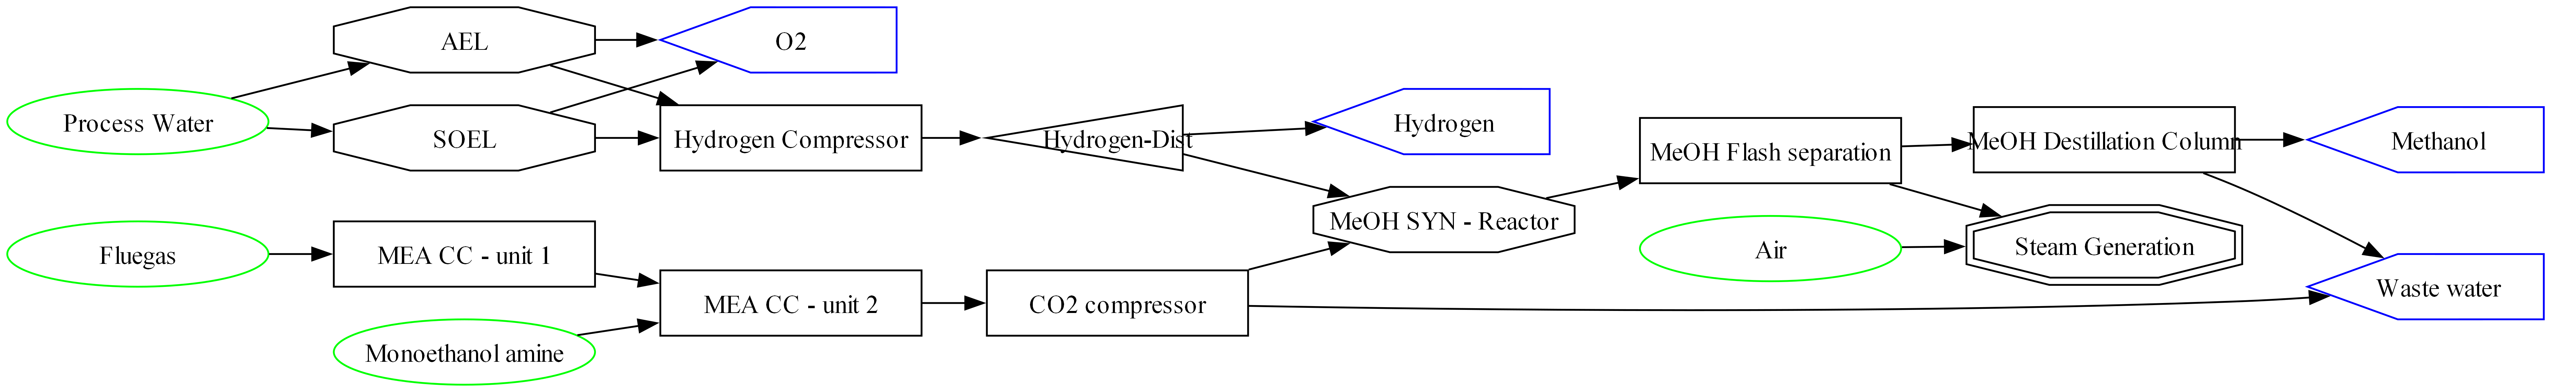 AEL
O2
Process Water
SOEL
Hydrogen Compressor
Hydrogen-Dist
Hydrogen
MeOH Flash separation
MeOH Destillation Column
Methanol
MeOH SYN - Reactor
Fluegas
MEA CC - unit 1
Air
Steam Generation
MEA CC - unit 2
CO2 compressor
Waste water
Monoethanol amine